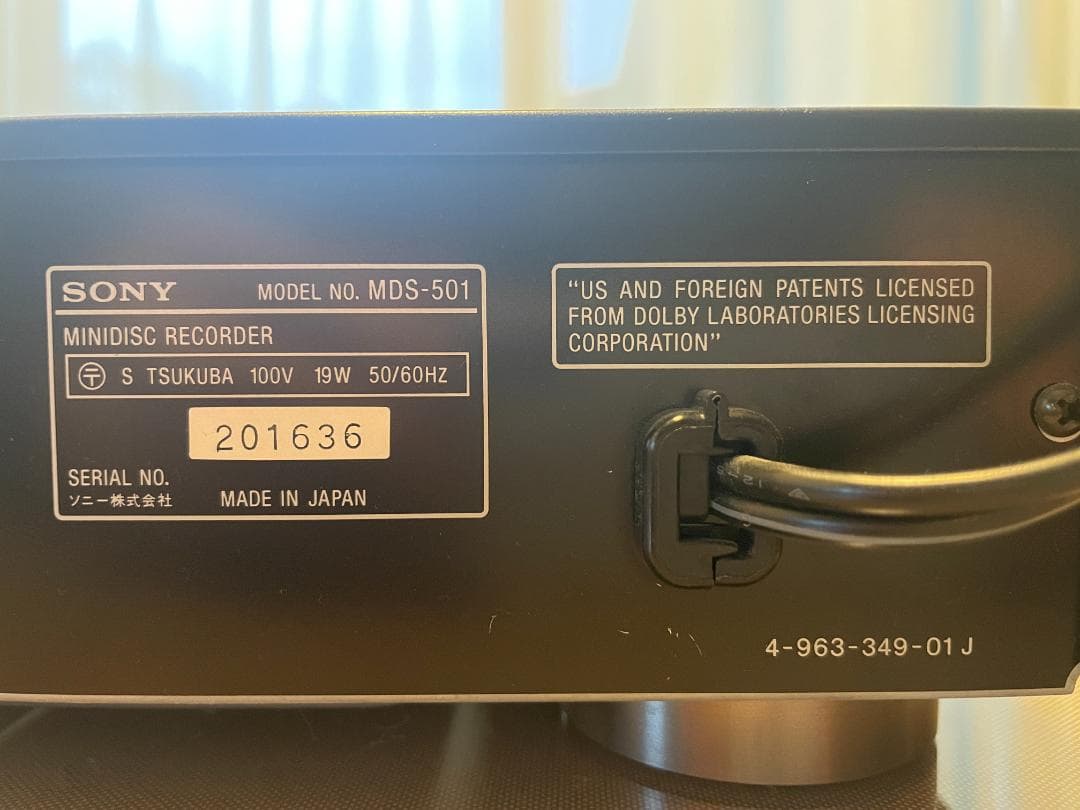 SONY MODEL NO. MDS-501
MINIDISC RECORDER
〒 S TSUKUBA 100V 19W 50/60HZ
201636
SERIAL NO.
ソニー株式会社 MADE IN JAPAN
"US AND FOREIGN PATENTS LICENSED
FROM DOLBY LABORATORIES LICENSING
CORPORATION"
4-963-349-01 J